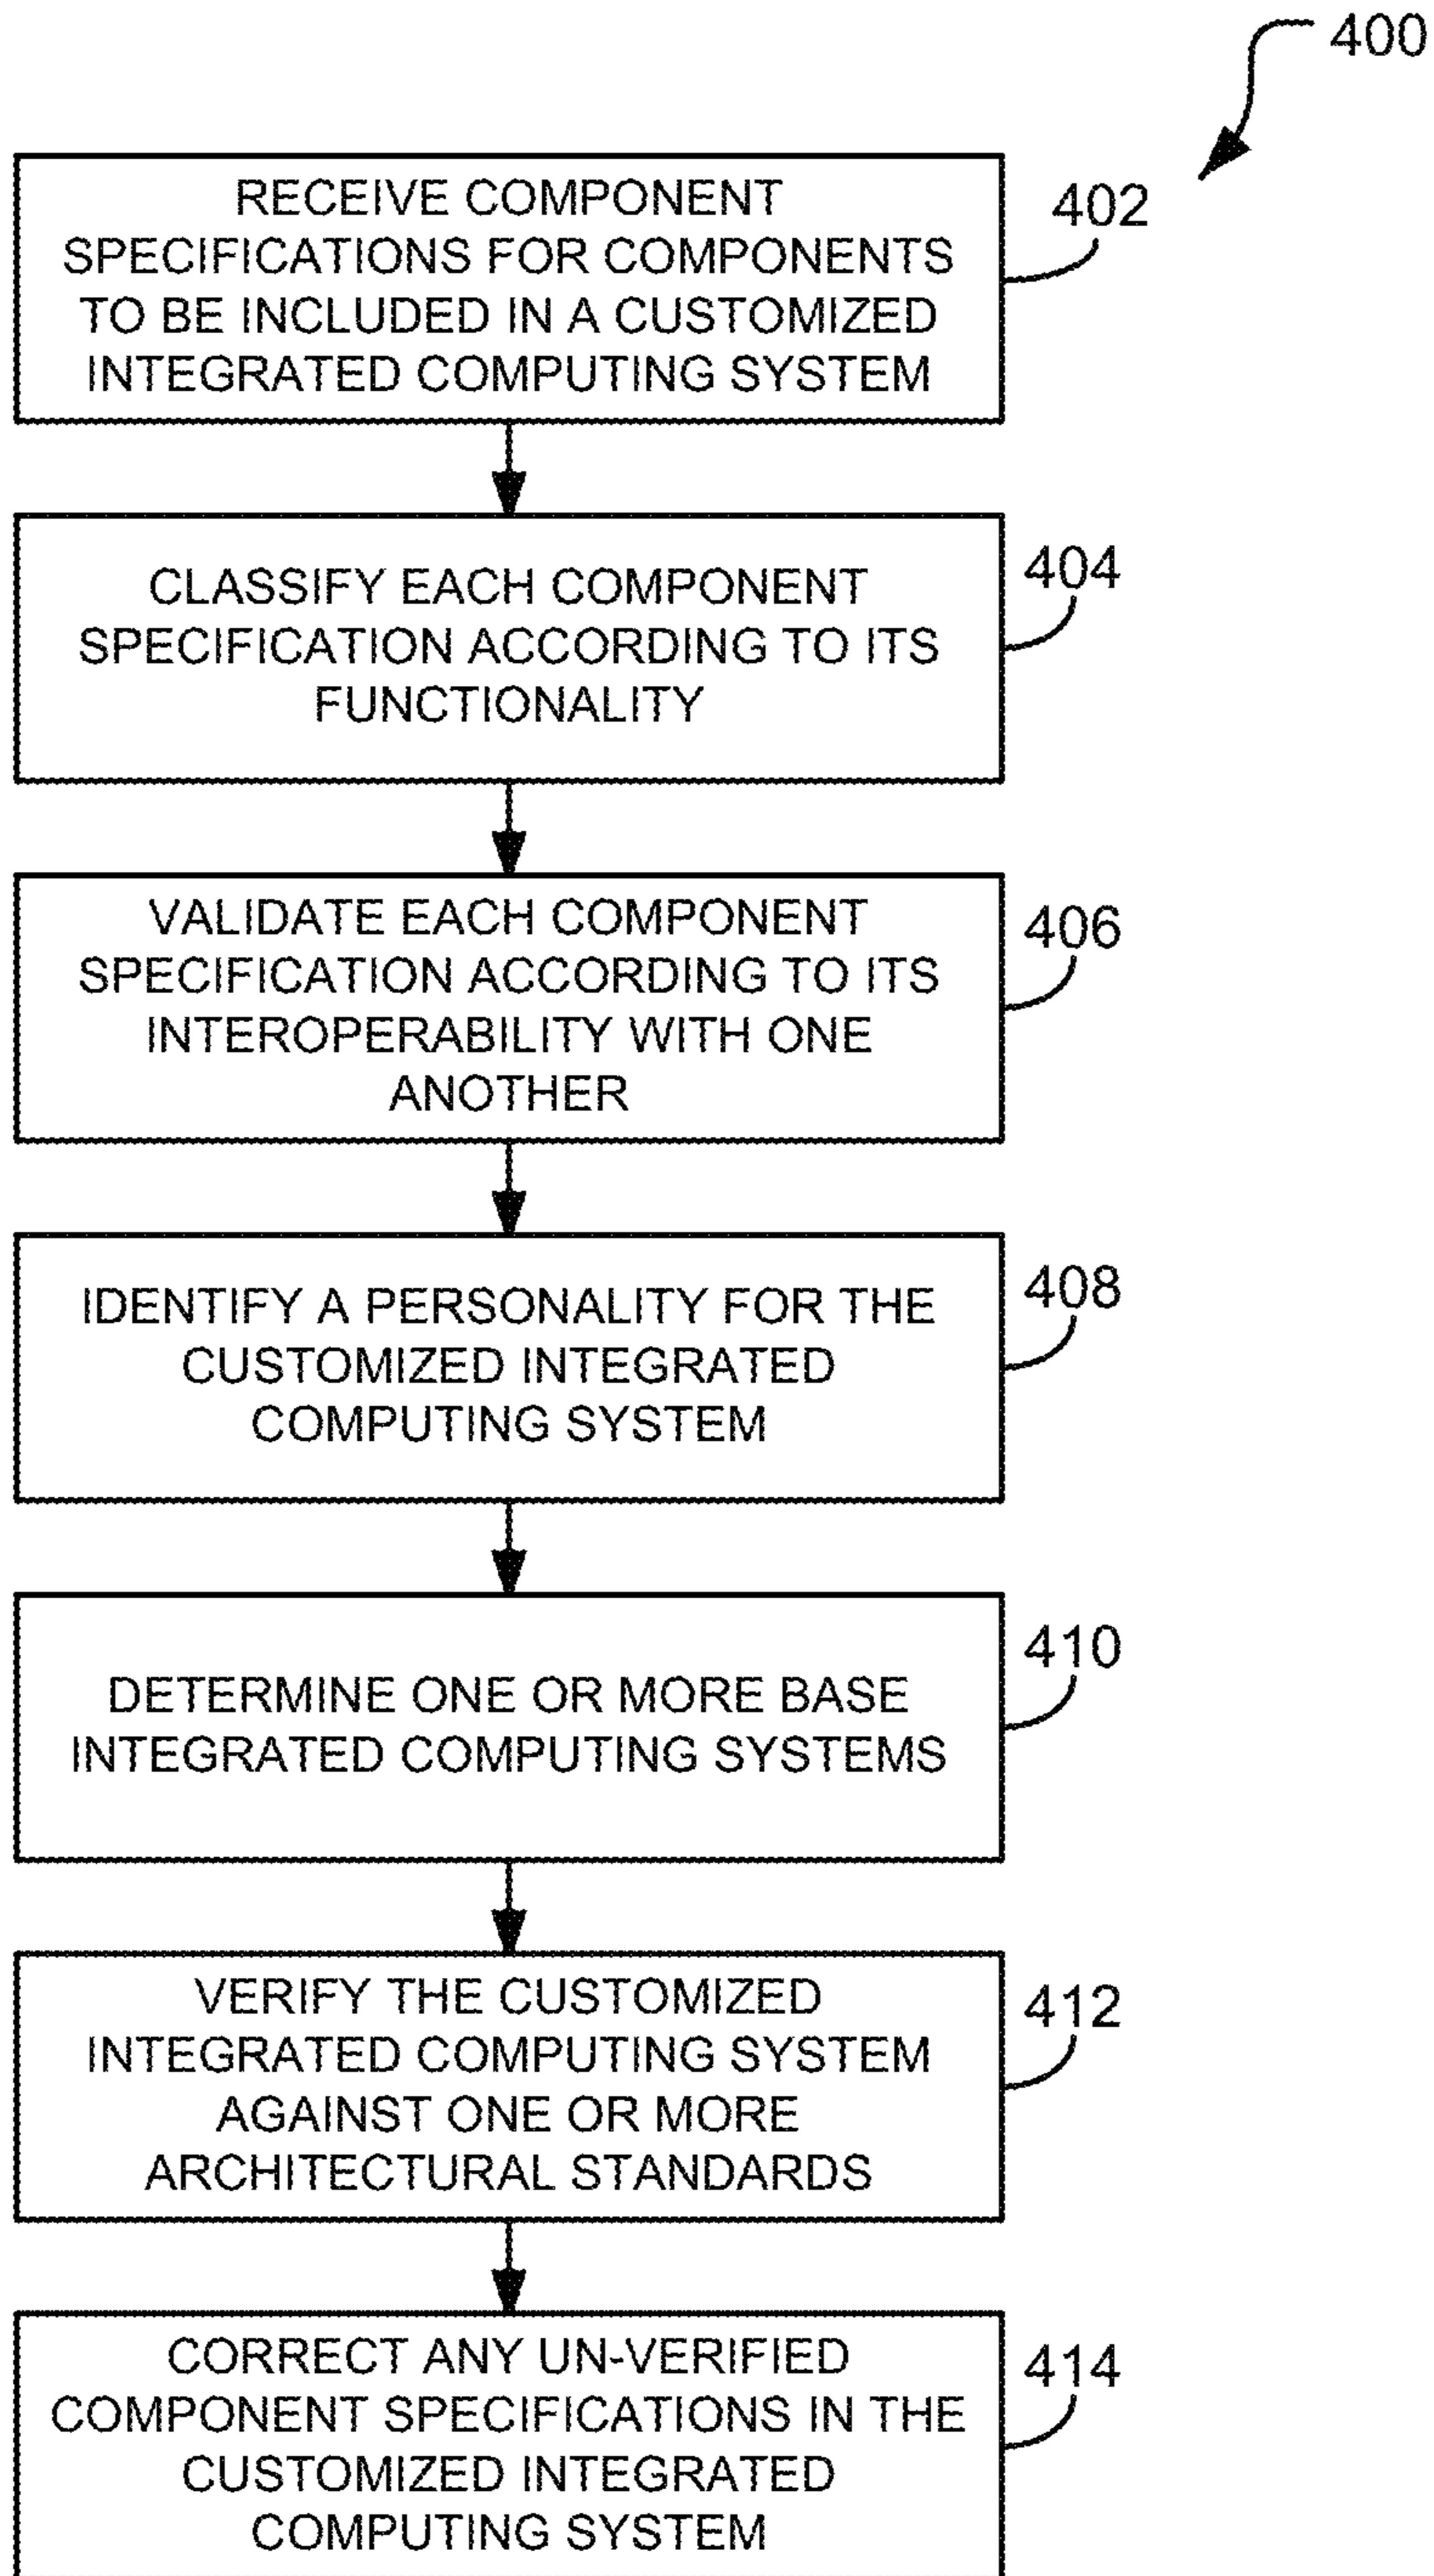 400
RECEIVE COMPONENT
SPECIFICATIONS FOR COMPONENTS
TO BE INCLUDED IN A CUSTOMIZED
INTEGRATED COMPUTING SYSTEM
402
CLASSIFY EACH COMPONENT
SPECIFICATION ACCORDING TO ITS
FUNCTIONALITY
404
VALIDATE EACH COMPONENT
SPECIFICATION ACCORDING TO ITS
INTEROPERABILITY WITH ONE
ANOTHER
406
IDENTIFY A PERSONALITY FOR THE
CUSTOMIZED INTEGRATED
COMPUTING SYSTEM
408
DETERMINE ONE OR MORE BASE
INTEGRATED COMPUTING SYSTEMS
410
VERIFY THE CUSTOMIZED
INTEGRATED COMPUTING SYSTEM
AGAINST ONE OR MORE
ARCHITECTURAL STANDARDS
412
CORRECT ANY UN-VERIFIED
COMPONENT SPECIFICATIONS IN THE
CUSTOMIZED INTEGRATED
COMPUTING SYSTEM
414